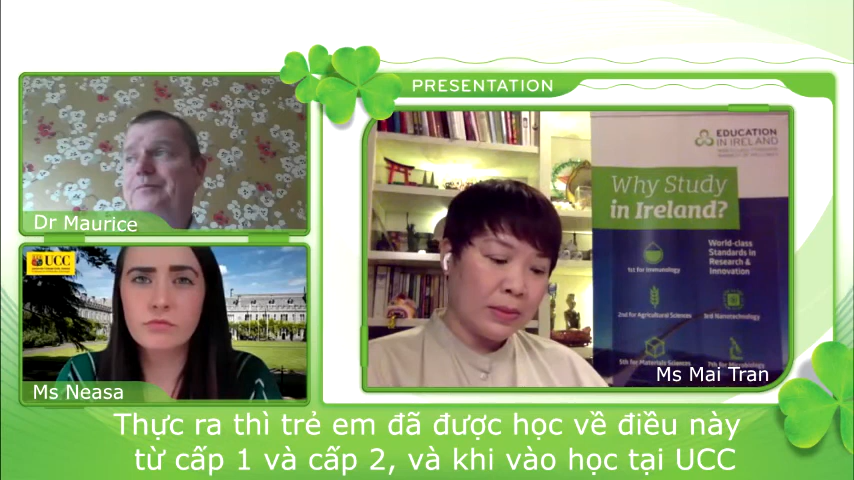 PRESENTATION
EDUCATION
IN IRELAND
Why Study
in Ireland?
World-class
Standards in
Research &
Innovation
1st for Immunology
2nd for Agricultural Sciences
3rd Nanotechnology
5th for Materials Sciences
7th for Microbiology
Dr Maurice
UCC
Ms Neasa
Ms Mai Tran
Thực ra thì trẻ em đã được học về điều này
từ cấp 1 và cấp 2, và khi vào học tại UCC